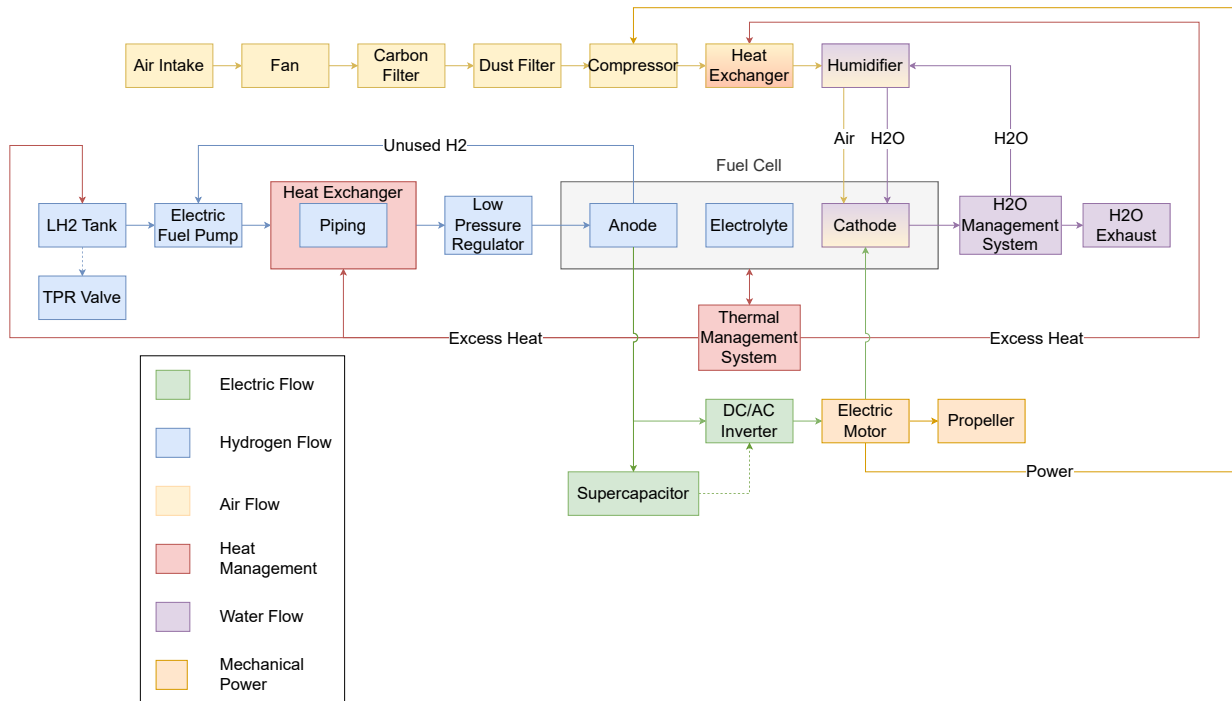 Air Intake
Fan
Carbon
Filter
Dust Filter
Compressor
Heat
Exchanger
Humidifier
Air
H2O
H2O
Unused H2
Fuel Cell
Heat Exchanger
LH2 Tank
Electric
Fuel Pump
Piping
Low
Pressure
Regulator
Anode
Electrolyte
Cathode
H2O
Management
System
H2O
Exhaust
TPR Valve
Excess Heat
Thermal
Management
System
Excess Heat
Electric Flow
DC/AC
Inverter
Electric
Motor
Propeller
Hydrogen Flow
Supercapacitor
Power
Air Flow
Heat
Management
Water Flow
Mechanical
Power